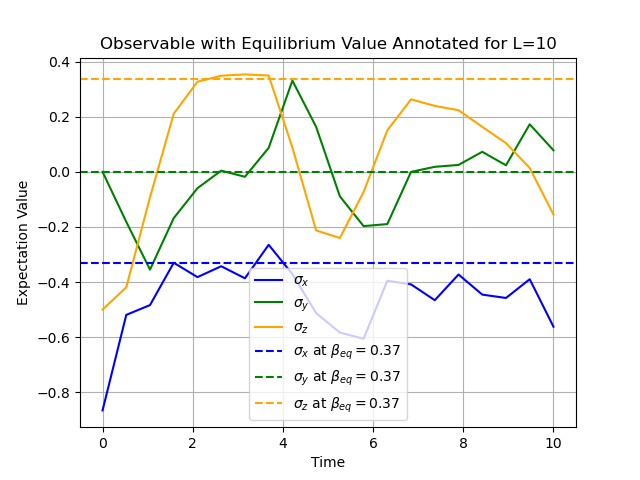 Observable with Equilibrium Value Annotated for L=10
Expectation Value
0.4
0.2
0.0
−0.2
−0.4
−0.6
−0.8
σx
σy
σz
σx at βeq = 0.37
σy at βeq = 0.37
σz at βeq = 0.37
0 2 4 6 8 10
Time